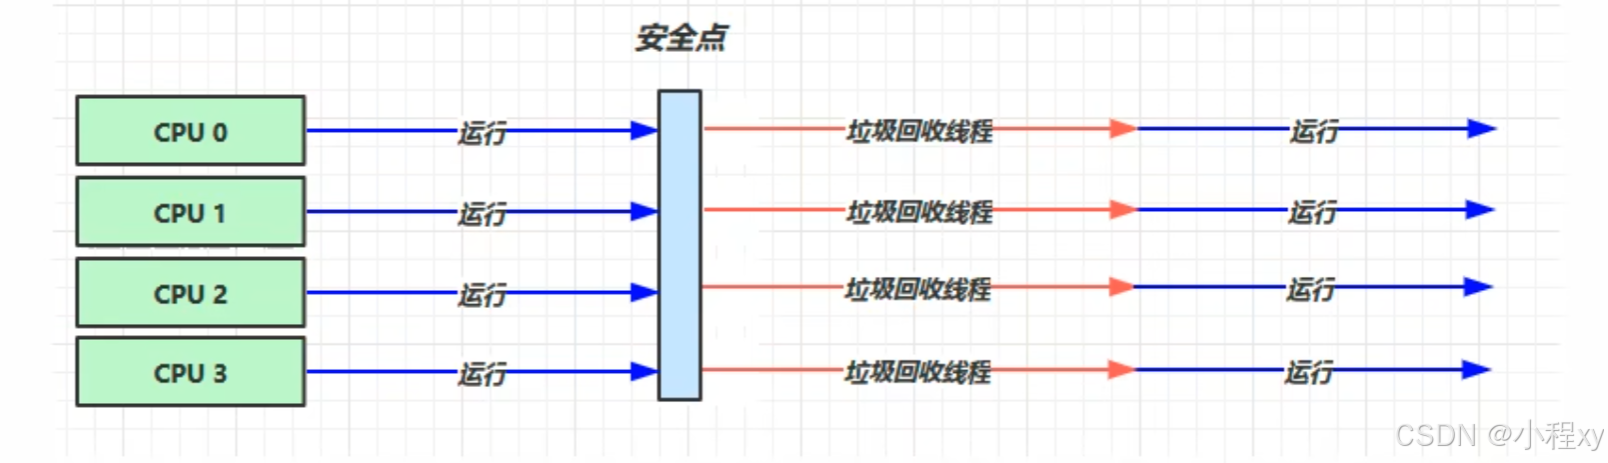 安全点
CPU 0 运行 垃圾回收线程 运行
CPU 1 运行 垃圾回收线程 运行
CPU 2 运行 垃圾回收线程 运行
CPU 3 运行 垃圾回收线程 运行
CSDN @小程xy